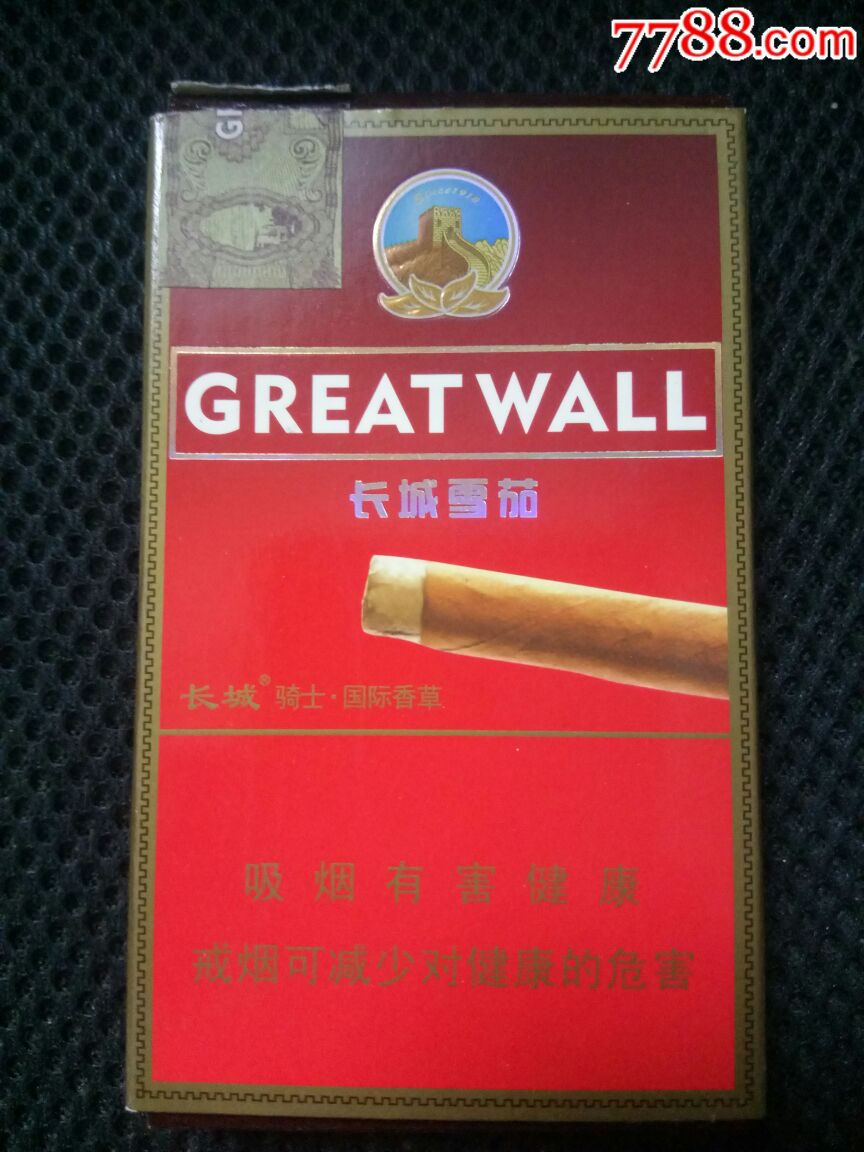 7788.com
G
Since1918
GREAT WALL
长城雪茄
长城® 骑士·国际香草
吸烟有害健康
戒烟可减少对健康的危害